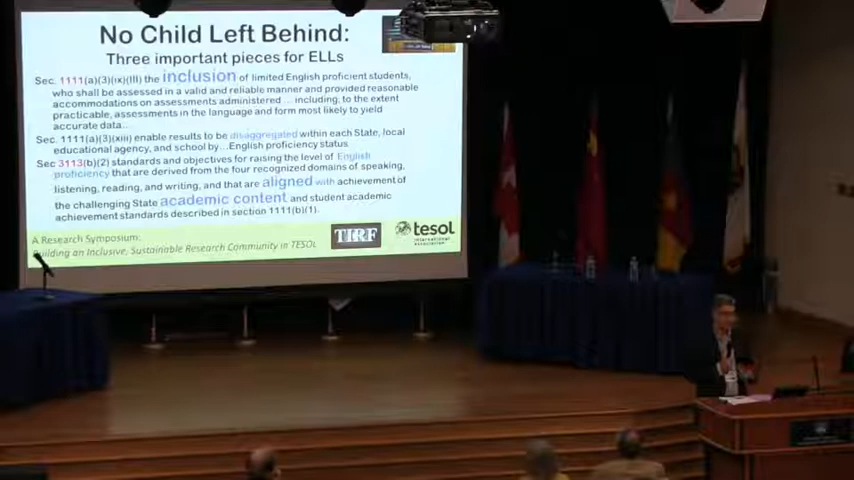 No Child Left Behind:
Three important pieces for ELLs
Sec. 1111(a)(3)(ix)(III) the inclusion of limited English proficient students,
who shall be assessed in a valid and reliable manner and provided reasonable
accommodations on assessments administered ... including, to the extent
practicable, assessments in the language and form most likely to yield
accurate data...
Sec. 1111(a)(3)(xiii) enable results to be disaggregated within each State, local
educational agency, and school by...English proficiency status
Sec 3113(b)(2) standards and objectives for raising the level of English
proficiency that are derived from the four recognized domains of speaking,
listening, reading, and writing, and that are aligned with achievement of
the challenging State academic content and student academic
achievement standards described in section 1111(b)(1).
A Research Symposium:
Building an Inclusive, Sustainable Research Community in TESOL
TIRF
tesol
international
association